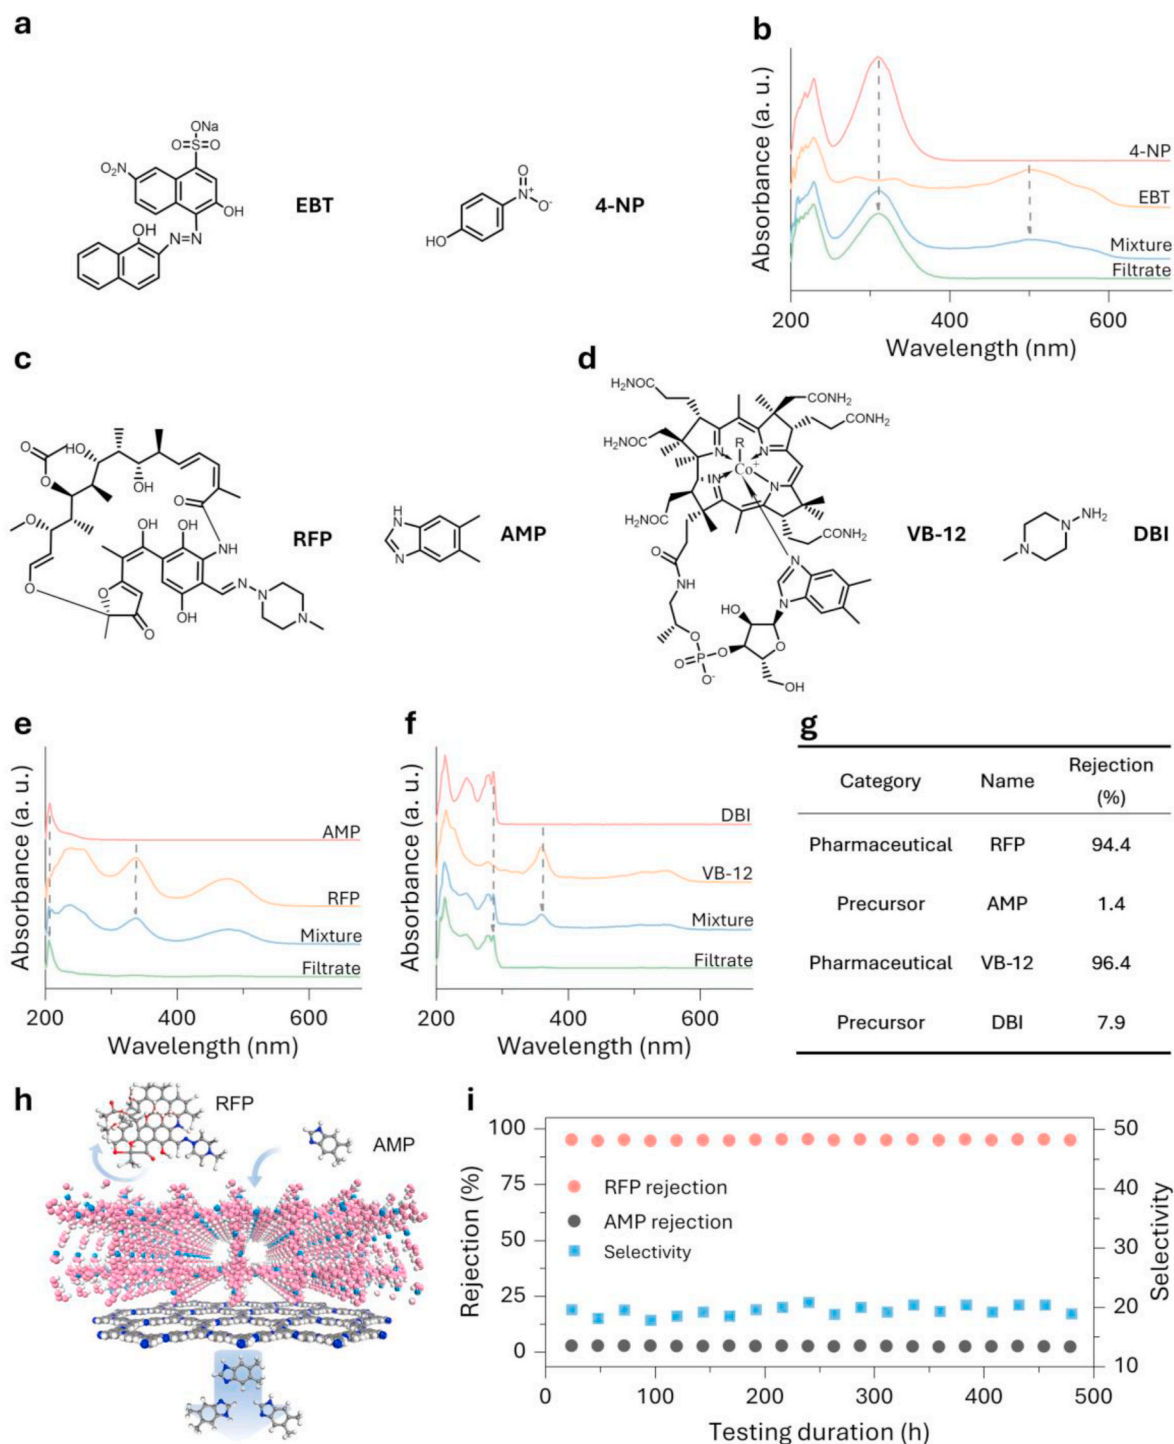 a
ONa
O=S=O
O₂N
OH
OH
N=N
EBT
O
N⁺
O⁻
HO
4-NP
b
Absorbance (a. u.)
4-NP
EBT
Mixture
Filtrate
200
400
600
Wavelength (nm)
c
HO
O
O
OH
O
O
OH
OH
NH
O
O
O
OH
N
N
N
RFP
H
N
N
AMP
d
H₂NOC
CONH₂
H₂NOC
CONH₂
R
N
N
Co⁺
N
N
H₂NOC
CONH₂
O
NH
N
N
HO
O
O
O=P
O
O⁻
OH
VB-12
NH₂
N
N
DBI
e
Absorbance (a. u.)
AMP
RFP
Mixture
Filtrate
200
400
600
Wavelength (nm)
f
Absorbance (a. u.)
DBI
VB-12
Mixture
Filtrate
200
400
600
Wavelength (nm)
g
Category Name Rejection (%)
Pharmaceutical RFP 94.4
Precursor AMP 1.4
Pharmaceutical VB-12 96.4
Precursor DBI 7.9
h
RFP
AMP
i
Rejection (%)
100
75
50
25
0
RFP rejection
AMP rejection
Selectivity
50
40
30
20
10
Selectivity
0
100
200
300
400
500
Testing duration (h)